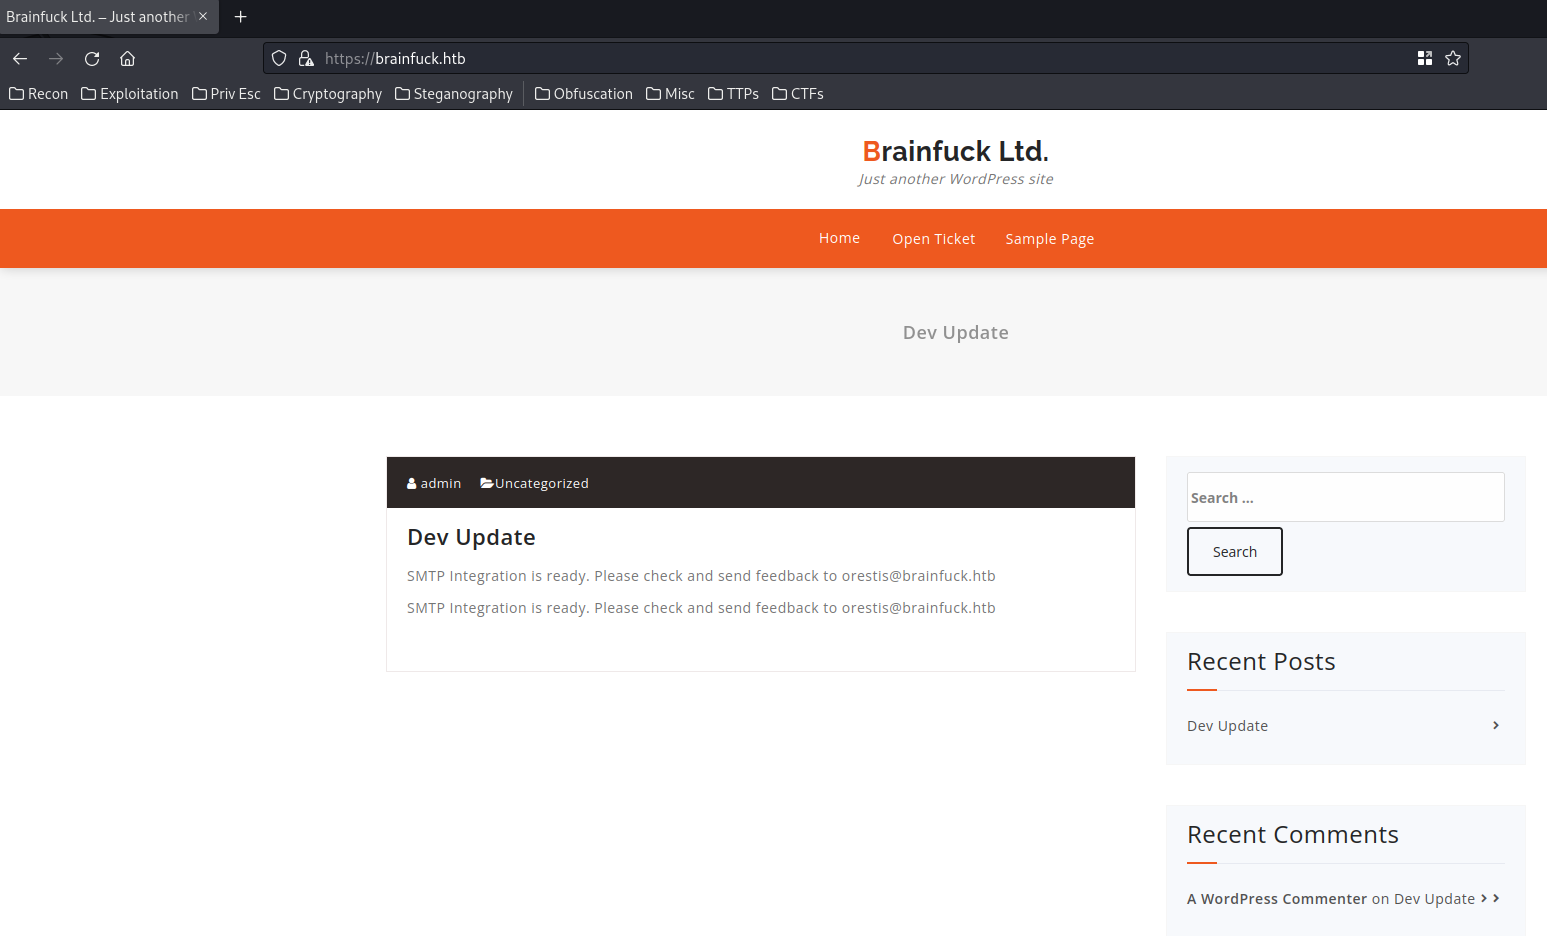 Brainfuck Ltd. – Just another
https://brainfuck.htb
Recon Exploitation Priv Esc Cryptography Steganography Obfuscation Misc TTPs CTFs
Brainfuck Ltd.
Just another WordPress site
Home Open Ticket Sample Page
Dev Update
admin Uncategorized
Dev Update
SMTP Integration is ready. Please check and send feedback to orestis@brainfuck.htb
SMTP Integration is ready. Please check and send feedback to orestis@brainfuck.htb
Search ...
Search
Recent Posts
Dev Update
Recent Comments
A WordPress Commenter on Dev Update